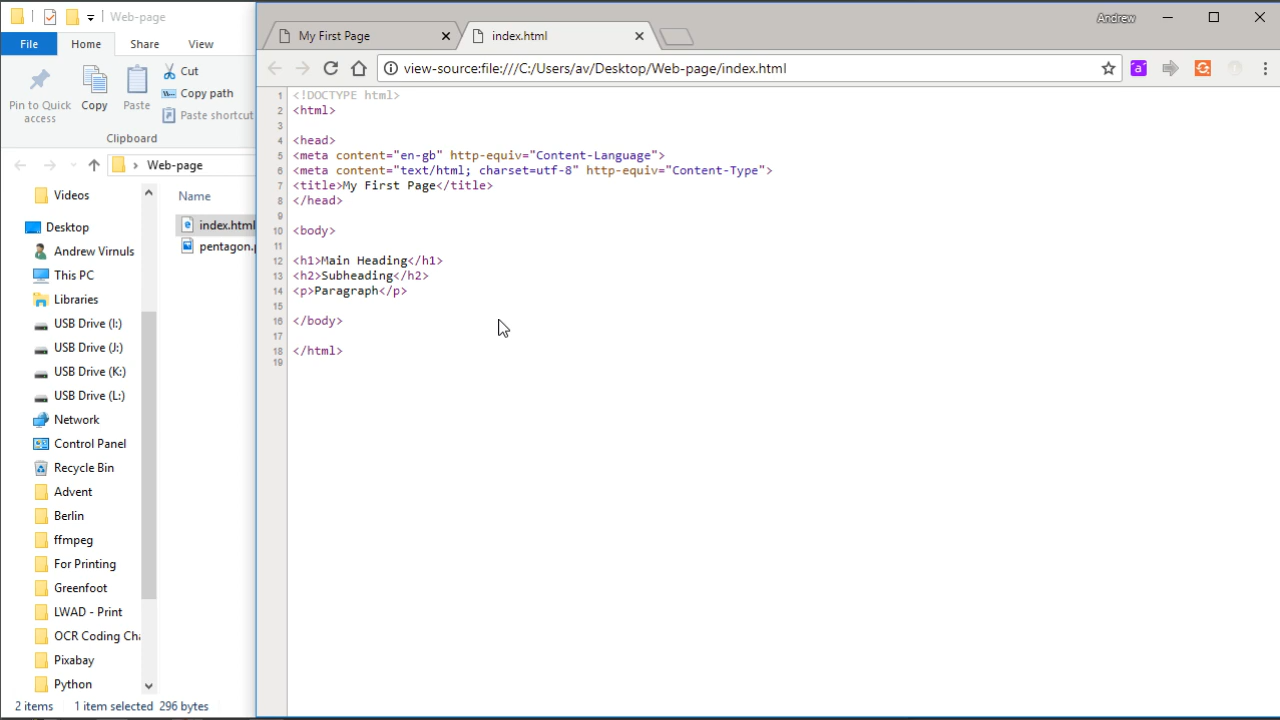 Web-page
File Home Share View
Pin to Quick access
Copy
Paste
Cut
Copy path
Paste shortcut
Clipboard
Web-page
Videos
Desktop
Andrew Virnuls
This PC
Libraries
USB Drive (I:)
USB Drive (J:)
USB Drive (K:)
USB Drive (L:)
Network
Control Panel
Recycle Bin
Advent
Berlin
ffmpeg
For Printing
Greenfoot
LWAD - Print
OCR Coding Cha
Pixabay
Python
Name
index.html
pentagon.p
2 items 1 item selected 296 bytes
My First Page
index.html
Andrew
view-source:file:///C:/Users/av/Desktop/Web-page/index.html
1 <!DOCTYPE html>
2 <html>
3
4 <head>
5 <meta content="en-gb" http-equiv="Content-Language">
6 <meta content="text/html; charset=utf-8" http-equiv="Content-Type">
7 <title>My First Page</title>
8 </head>
9
10 <body>
11
12 <h1>Main Heading</h1>
13 <h2>Subheading</h2>
14 <p>Paragraph</p>
15
16 </body>
17
18 </html>
19